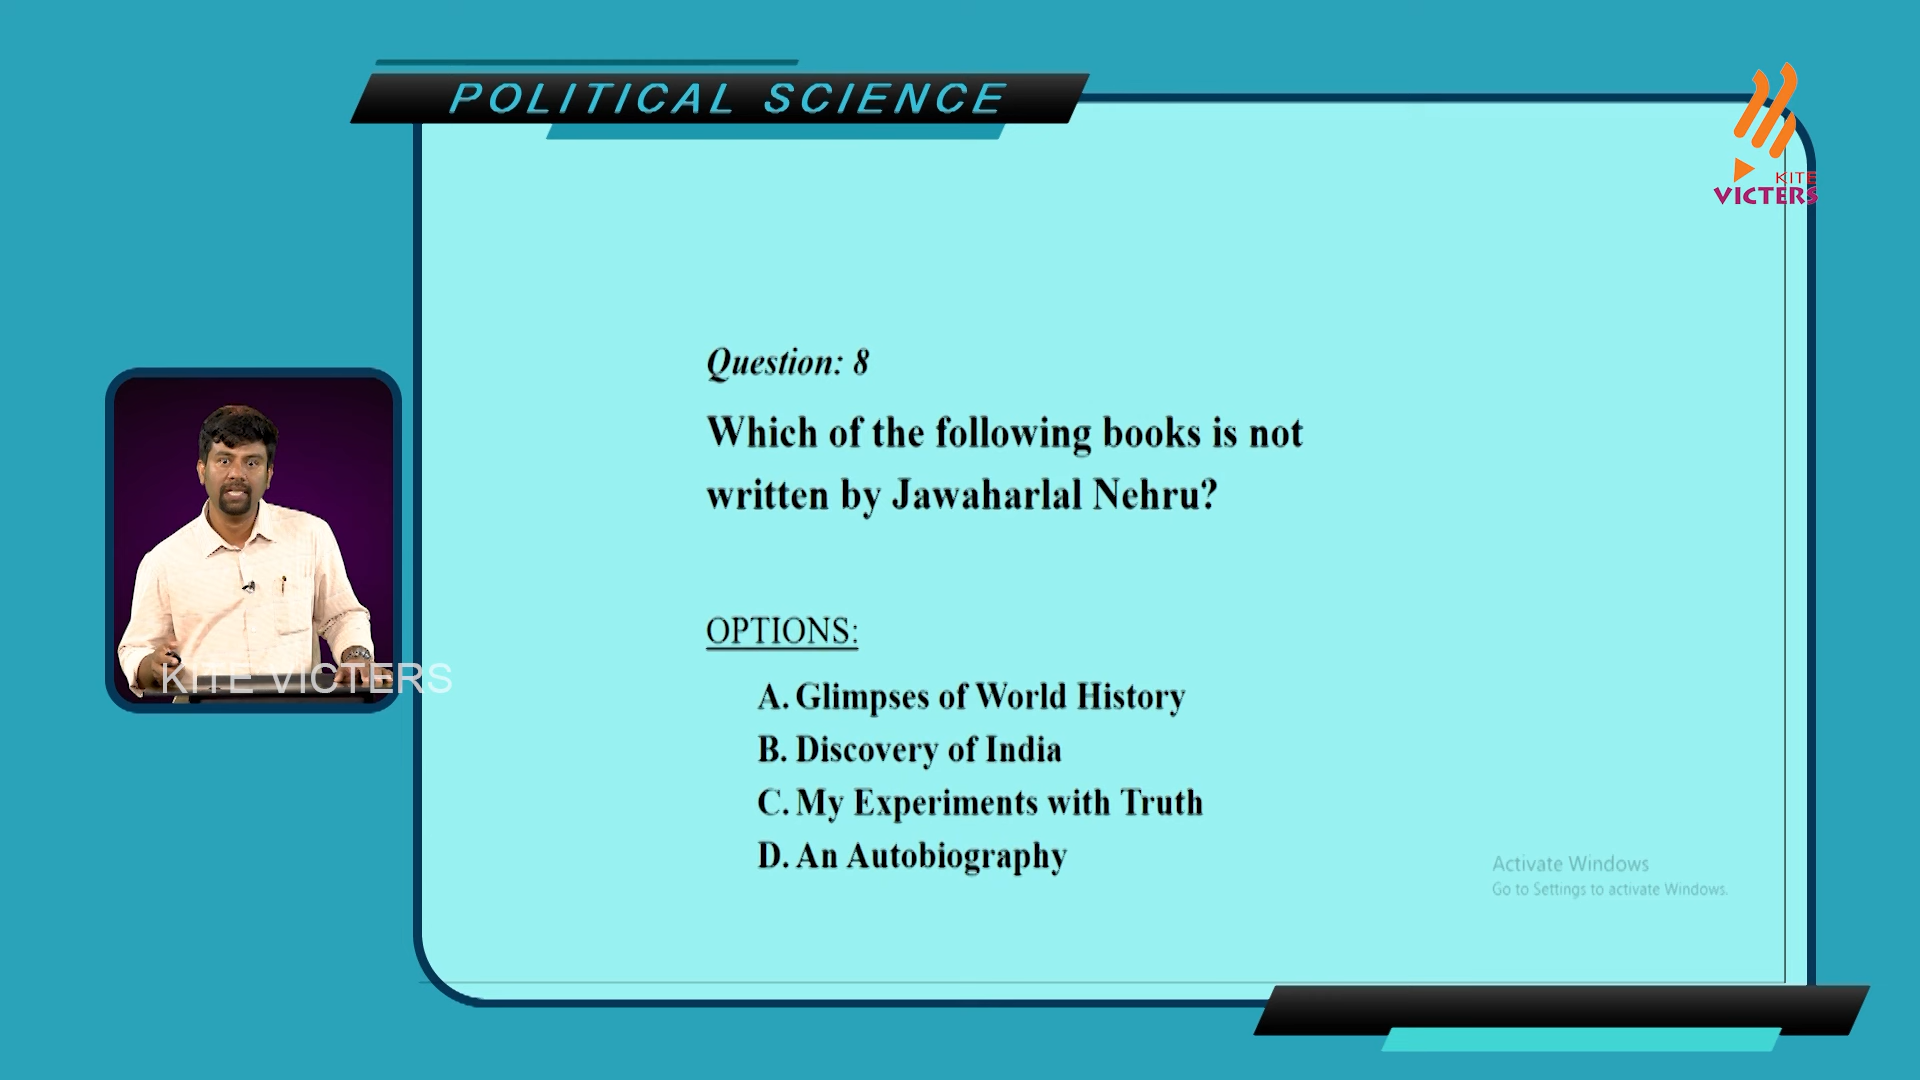 POLITICAL SCIENCE
KITE
VICTERS
Question: 8
Which of the following books is not
written by Jawaharlal Nehru?
OPTIONS:
KITE VICTERS
A. Glimpses of World History
B. Discovery of India
C. My Experiments with Truth
D. An Autobiography
Activate Windows
Go to Settings to activate Windows.